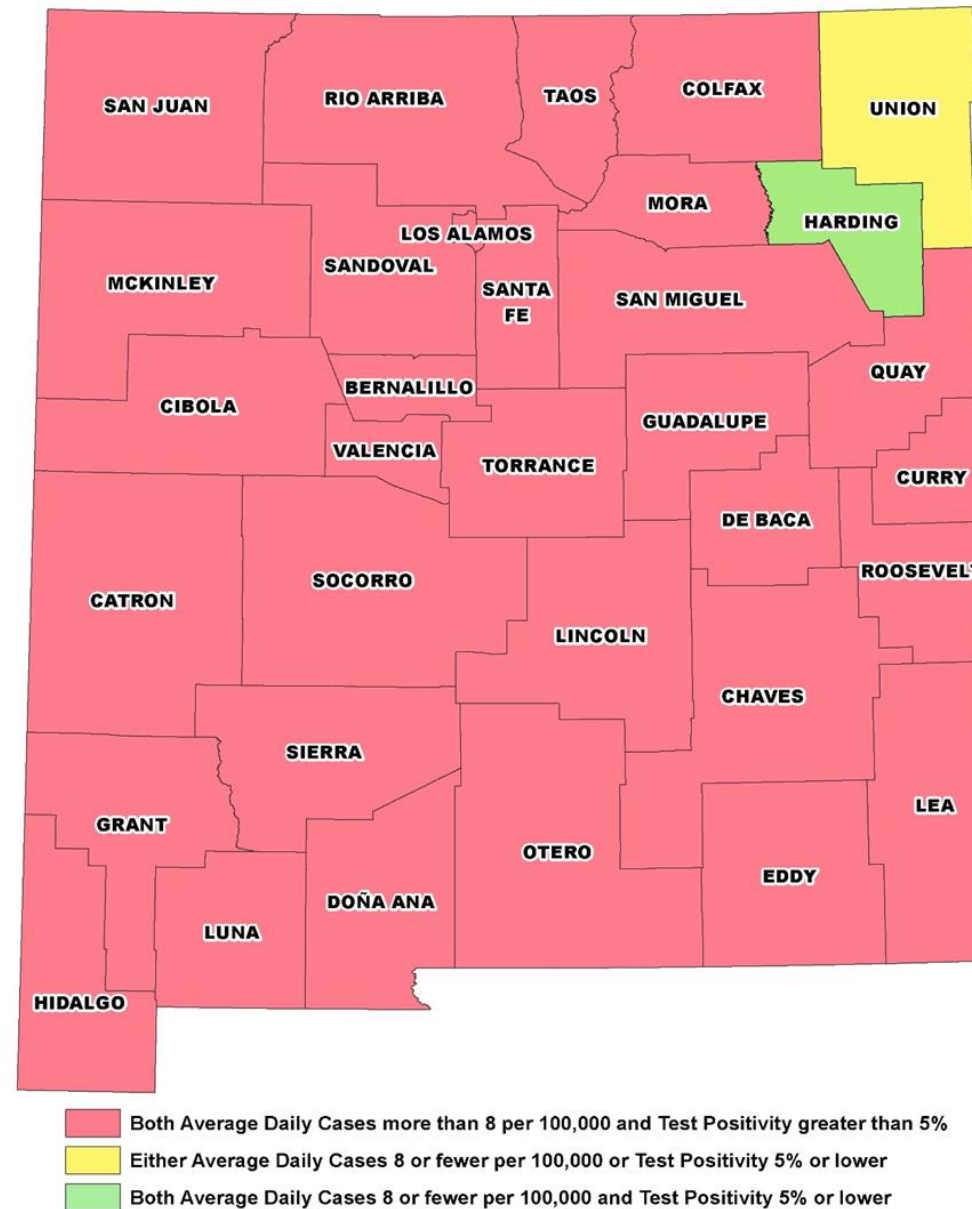 SAN JUAN
RIO ARRIBA
TAOS
COLFAX
UNION
MORA
HARDING
LOS ALAMOS
SANDOVAL
MCKINLEY
SANTA
FE
SAN MIGUEL
QUAY
BERNALILLO
CIBOLA
GUADALUPE
VALENCIA
TORRANCE
CURRY
DE BACA
ROOSEVELT
SOCORRO
CATRON
LINCOLN
CHAVES
SIERRA
LEA
GRANT
OTERO
EDDY
DOÑA ANA
LUNA
HIDALGO
Both Average Daily Cases more than 8 per 100,000 and Test Positivity greater than 5%
Either Average Daily Cases 8 or fewer per 100,000 or Test Positivity 5% or lower
Both Average Daily Cases 8 or fewer per 100,000 and Test Positivity 5% or lower